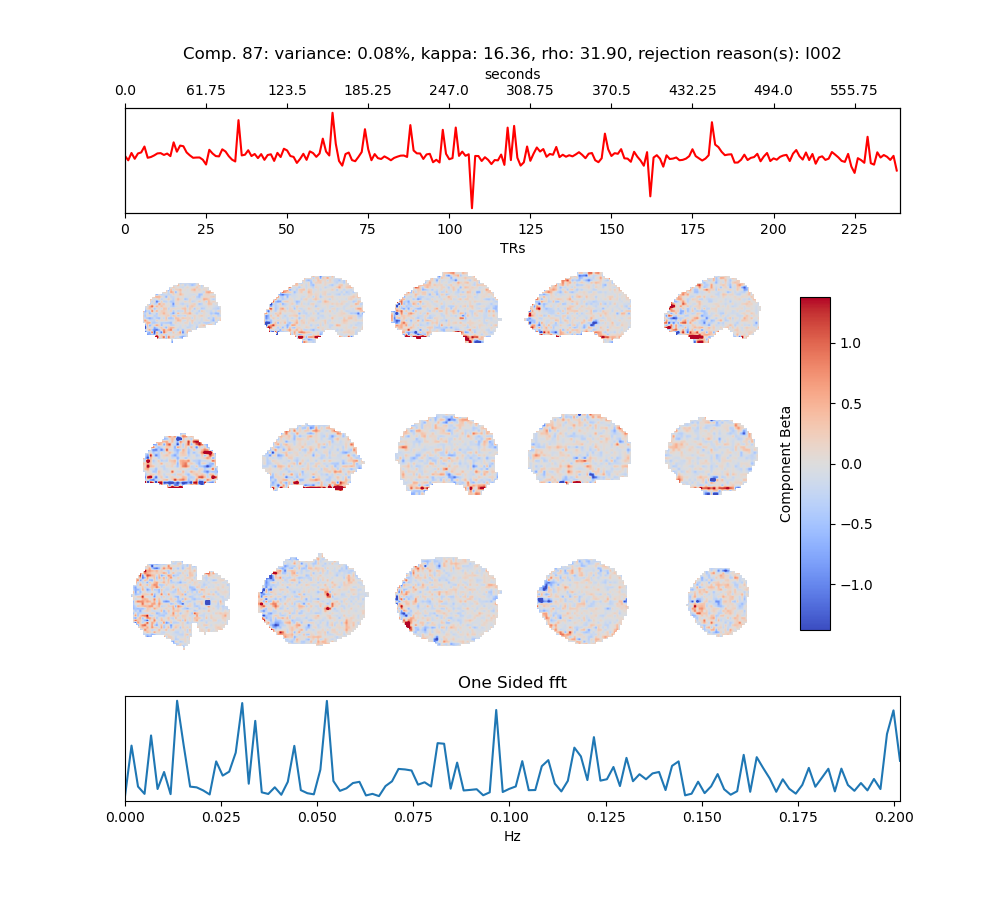 Comp. 87: variance: 0.08%, kappa: 16.36, rho: 31.90, rejection reason(s): I002
seconds
0.0 61.75 123.5 185.25 247.0 308.75 370.5 432.25 494.0 555.75
0 25 50 75 100 125 150 175 200 225
TRs
1.0
0.5
0.0
−0.5
−1.0
Component Beta
One Sided fft
0.000 0.025 0.050 0.075 0.100 0.125 0.150 0.175 0.200
Hz